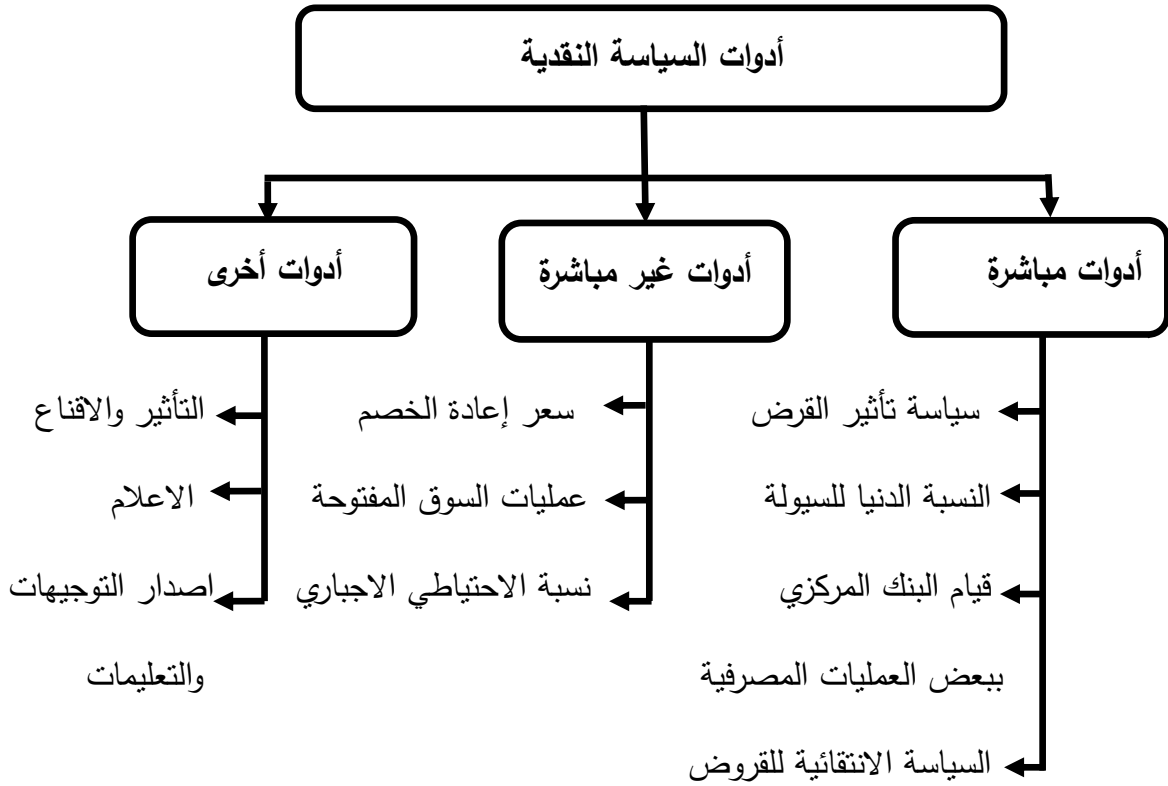 أدوات السياسة النقدية
أدوات مباشرة
أدوات غير مباشرة
أدوات أخرى
سياسة تأثير القرض
النسبة الدنيا للسيولة
قيام البنك المركزي
ببعض العمليات المصرفية
السياسة الانتقائية للقروض
سعر إعادة الخصم
عمليات السوق المفتوحة
نسبة الاحتياطي الاجباري
التأثير والاقناع
الاعلام
اصدار التوجيهات
والتعليمات